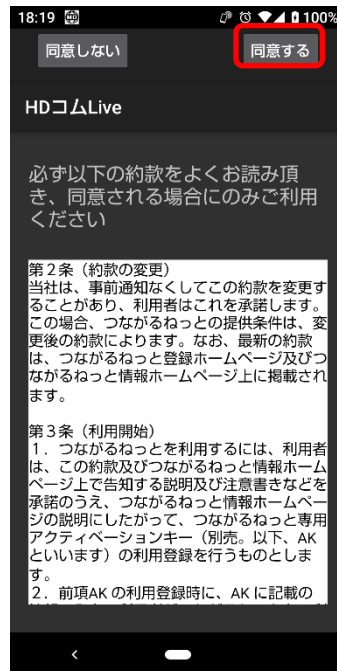 18:19 100%
同意しない 同意する
HDコムLive
必ず以下の約款をよくお読み頂
き、同意される場合にのみご利用
ください
第２条（約款の変更）
当社は、事前通知なくしてこの約款を変更す
ることがあり、利用者はこれを承諾します。
この場合、つながるねっとの提供条件は、変
更後の約款によります。なお、最新の約款
は、つながるねっと登録ホームページ及びつ
ながるねっと情報ホームページ上に掲載され
ます。
第３条（利用開始）
１．つながるねっとを利用するには、利用者
は、この約款及びつながるねっと情報ホーム
ページ上で告知する説明及び注意書きなどを
承諾のうえ、つながるねっと情報ホームペー
ジの説明にしたがって、つながるねっと専用
アクティベーションキー（別売。以下、AK
といいます）の利用登録を行うものとしま
す。
２．前項AK の利用登録時に、AK に記載の